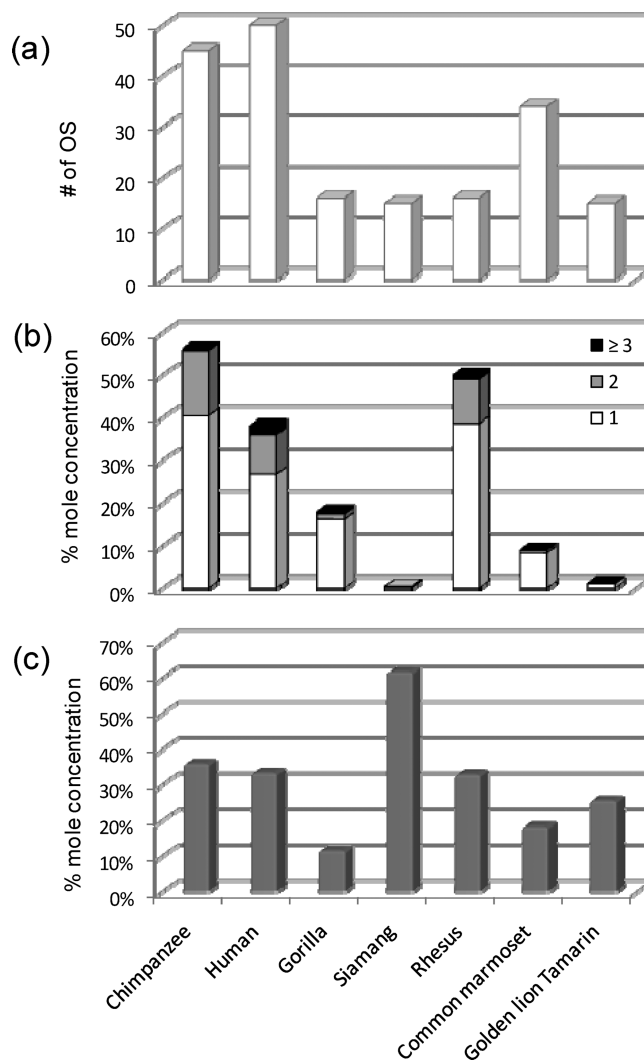 (a)
# of OS
50
40
30
20
10
0
(b)
% mole concentration
60%
50%
40%
30%
20%
10%
0%
≥ 3
2
1
(c)
% mole concentration
70%
60%
50%
40%
30%
20%
10%
0%
Chimpanzee
Human
Gorilla
Siamang
Rhesus
Common marmoset
Golden lion Tamarin